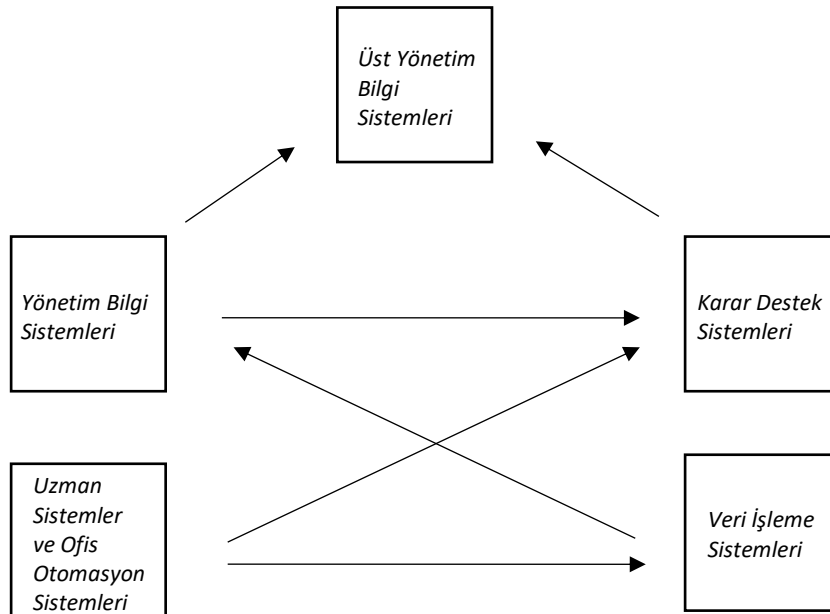 Üst Yönetim
Bilgi
Sistemleri
Yönetim Bilgi
Sistemleri
Karar Destek
Sistemleri
Uzman
Sistemler
ve Ofis
Otomasyon
Sistemleri
Veri İşleme
Sistemleri